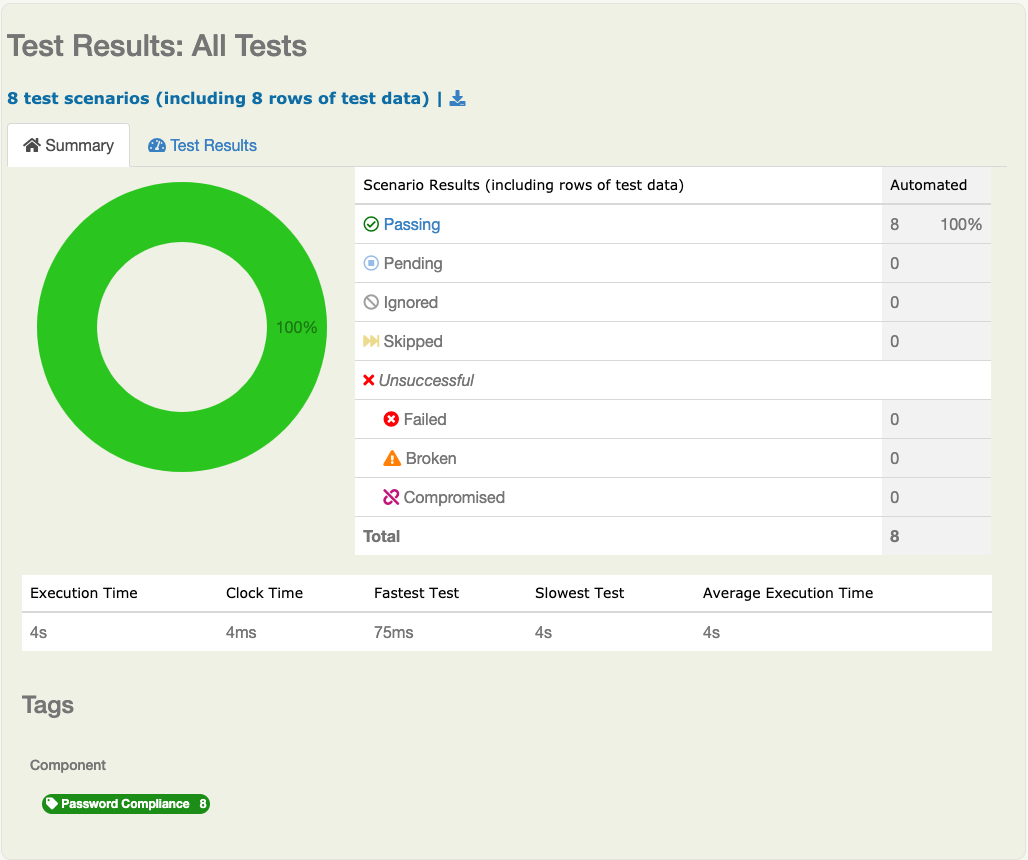 Test Results: All Tests
8 test scenarios (including 8 rows of test data) |
Summary Test Results
100%
Scenario Results (including rows of test data) Automated
Passing 8 100%
Pending 0
Ignored 0
Skipped 0
Unsuccessful
Failed 0
Broken 0
Compromised 0
Total 8
Execution Time Clock Time Fastest Test Slowest Test Average Execution Time
4s 4ms 75ms 4s 4s
Tags
Component
Password Compliance 8